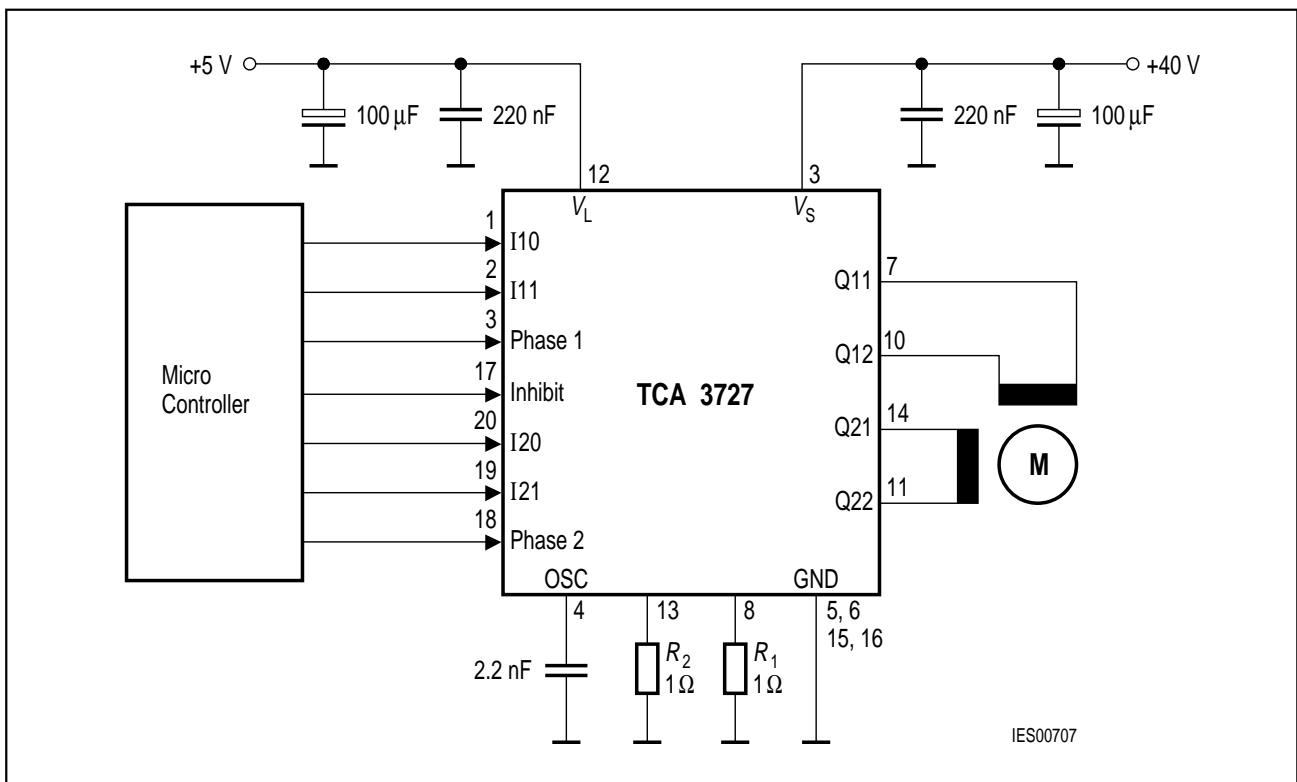 +5 V
+40 V
100 µF
220 nF
220 nF
100 µF
12
3
V_L
V_S
Micro
Controller
1
I10
2
I11
3
Phase 1
17
Inhibit
20
I20
19
I21
18
Phase 2
TCA 3727
Q11
7
Q12
10
Q21
14
Q22
11
M
OSC
GND
4
13
8
5, 6
15, 16
2.2 nF
R_2
1 Ω
R_1
1 Ω
IES00707